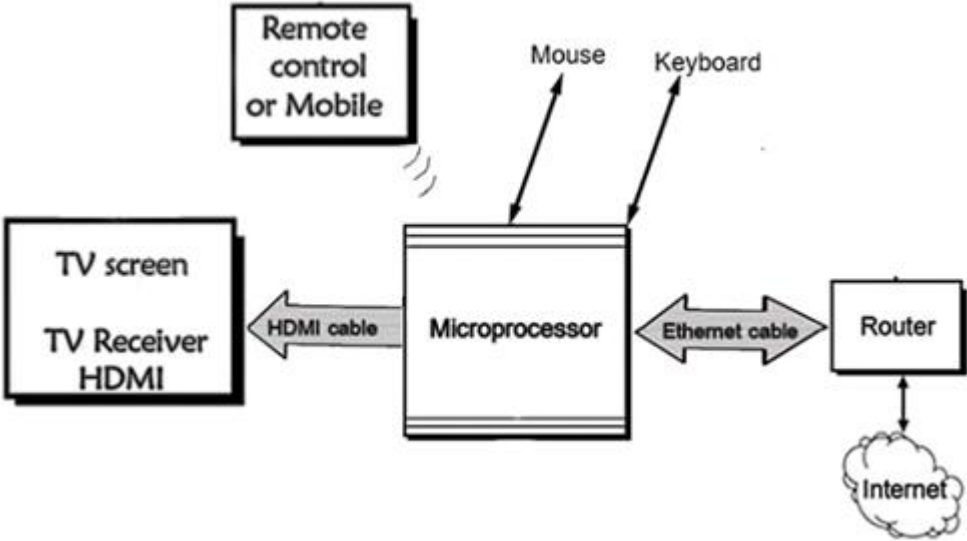 Remote
control
or Mobile
Mouse
Keyboard
TV screen
TV Receiver
HDMI
HDMI cable
Microprocessor
Ethernet cable
Router
Internet